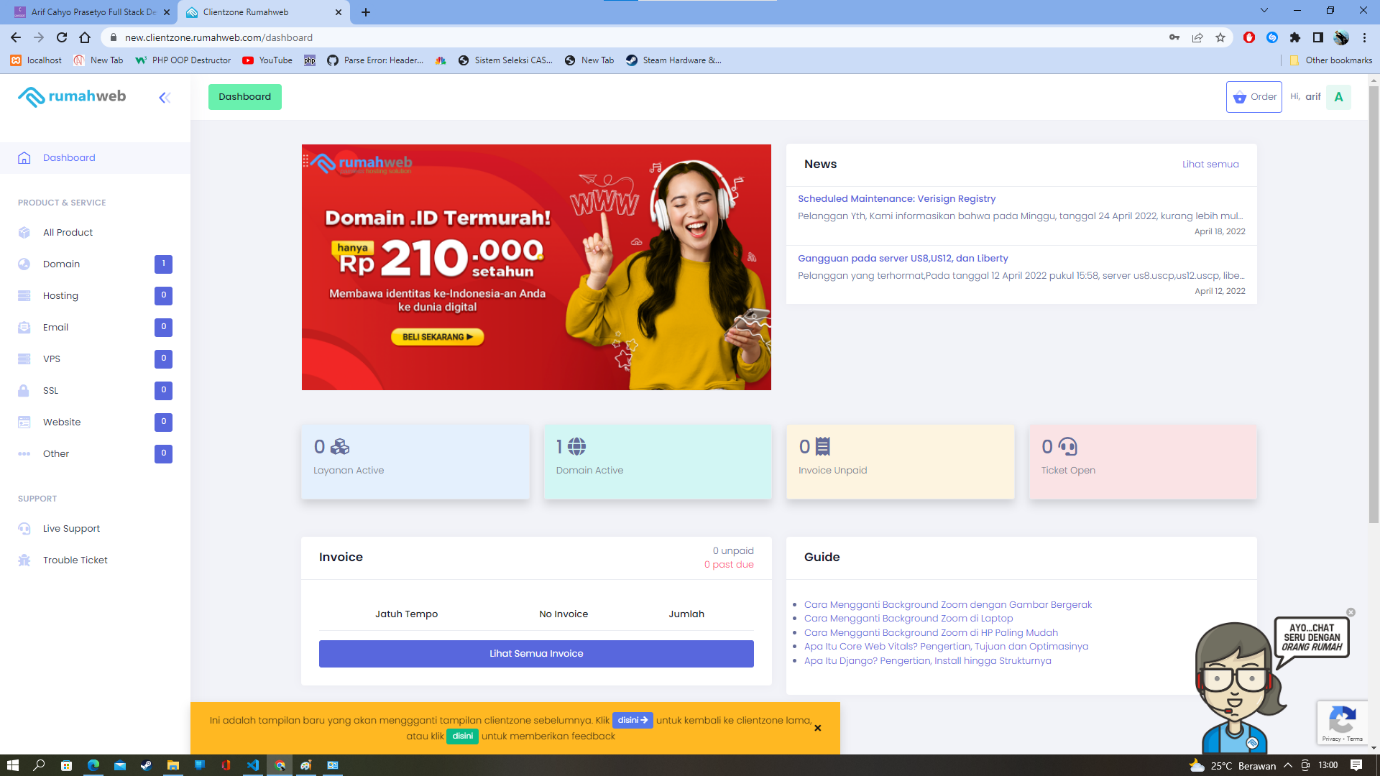 Arif Cahyo Prasetyo Full Stack De
Clientzone Rumahweb
new.clientzone.rumahweb.com/dashboard
localhost
New Tab
PHP OOP Destructor
YouTube
Parse Error: Header...
Sistem Seleksi CAS...
New Tab
Steam Hardware &...
Other bookmarks
rumahweb
Dashboard
Order
Hi, arif
A
Dashboard
PRODUCT & SERVICE
All Product
Domain 1
Hosting 0
Email 0
VPS 0
SSL 0
Website 0
Other 0
SUPPORT
Live Support
Trouble Ticket
rumahweb
WWW
Domain .ID Termurah!
hanya
Rp 210.000
setahun
Membawa identitas ke-Indonesia-an Anda
ke dunia digital
BELI SEKARANG
News
Lihat semua
Scheduled Maintenance: Verisign Registry
Pelanggan Yth, Kami informasikan bahwa pada Minggu, tanggal 24 April 2022, kurang lebih mul...
April 18, 2022
Gangguan pada server US8,US12, dan Liberty
Pelanggan yang terhormat,Pada tanggal 12 April 2022 pukul 15:58, server us8.uscp,us12.uscp, libe...
April 12, 2022
0
Layanan Active
1
Domain Active
0
Invoice Unpaid
0
Ticket Open
Invoice
0 unpaid
0 past due
Jatuh Tempo No Invoice Jumlah
Lihat Semua Invoice
Guide
Cara Mengganti Background Zoom dengan Gambar Bergerak
Cara Mengganti Background Zoom di Laptop
Cara Mengganti Background Zoom di HP Paling Mudah
Apa Itu Core Web Vitals? Pengertian, Tujuan dan Optimasinya
Apa Itu Django? Pengertian, Install hingga Strukturnya
AYO...CHAT
SERU DENGAN
ORANG RUMAH
Ini adalah tampilan baru yang akan mengganti tampilan clientzone sebelumnya. Klik disini untuk kembali ke clientzone lama,
atau klik disini untuk memberikan feedback
Privacy - Terms
25°C Berawan
13:00